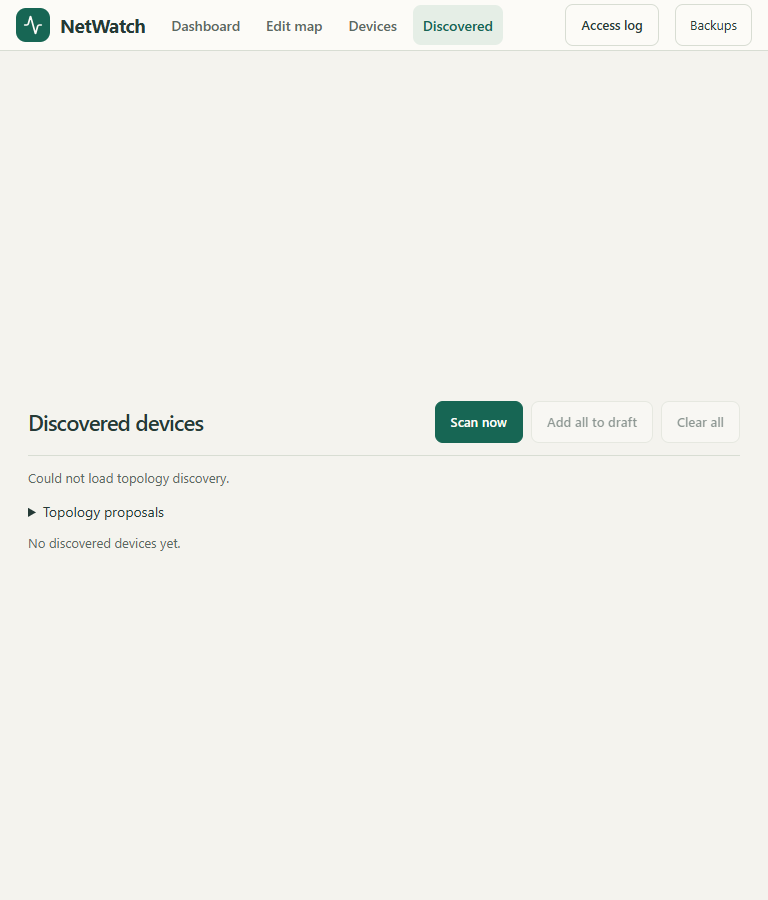 NetWatch Dashboard Edit map Devices Discovered Access log Backups
Discovered devices Scan now Add all to draft Clear all
Could not load topology discovery.
Topology proposals
No discovered devices yet.